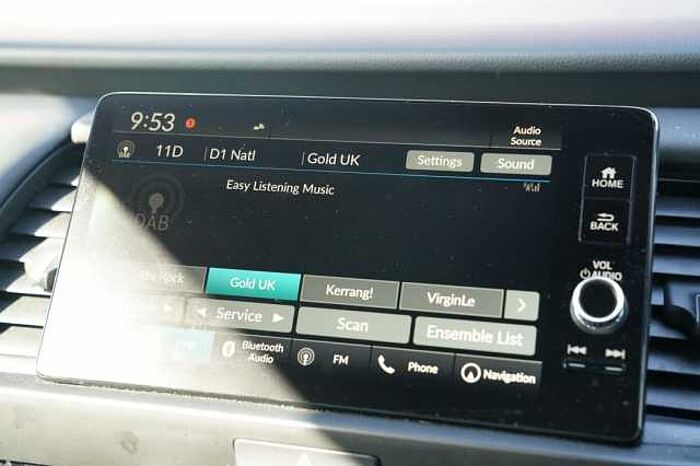 9:53
Audio
Source
11D D1 Natl Gold UK Settings Sound
Easy Listening Music
DAB
HOME
BACK
VOL
AUDIO
Rock Gold UK Kerrang! VirginLe
Service Scan Ensemble List
Bluetooth
Audio
FM Phone Navigation